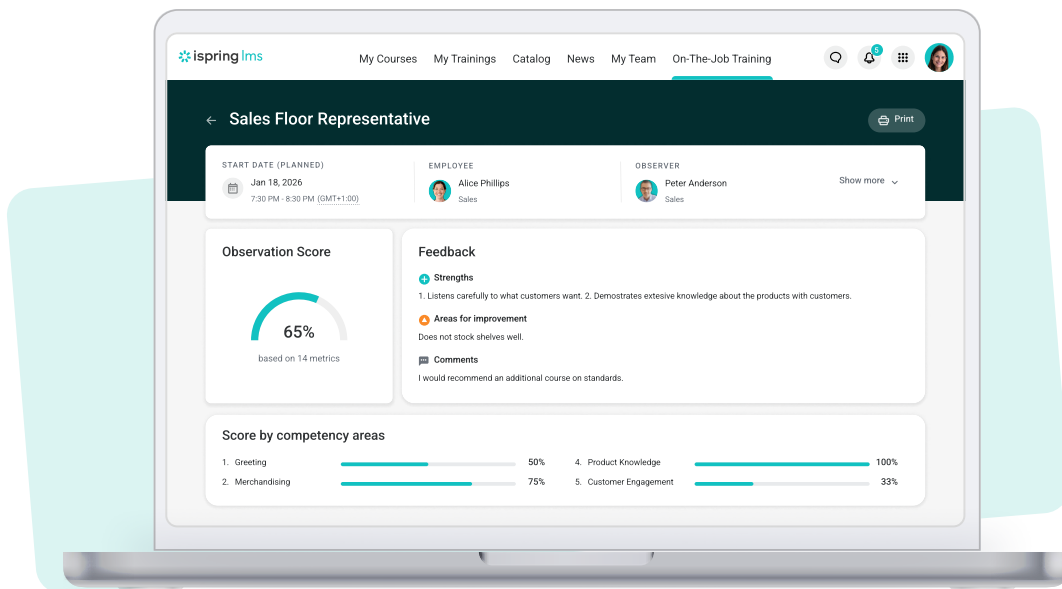 ispring lms
My Courses My Trainings Catalog News My Team On-The-Job Training 5
← Sales Floor Representative Print
START DATE (PLANNED) EMPLOYEE OBSERVER
Jan 18, 2026 Alice Phillips Peter Anderson Show more
7:30 PM - 8:30 PM (GMT+1:00) Sales Sales
Observation Score
65%
based on 14 metrics
Feedback
Strengths
1. Listens carefully to what customers want. 2. Demostrates extesive knowledge about the products with customers.
Areas for improvement
Does not stock shelves well.
Comments
I would recommend an additional course on standards.
Score by competency areas
1. Greeting 50% 4. Product Knowledge 100%
2. Merchandising 75% 5. Customer Engagement 33%